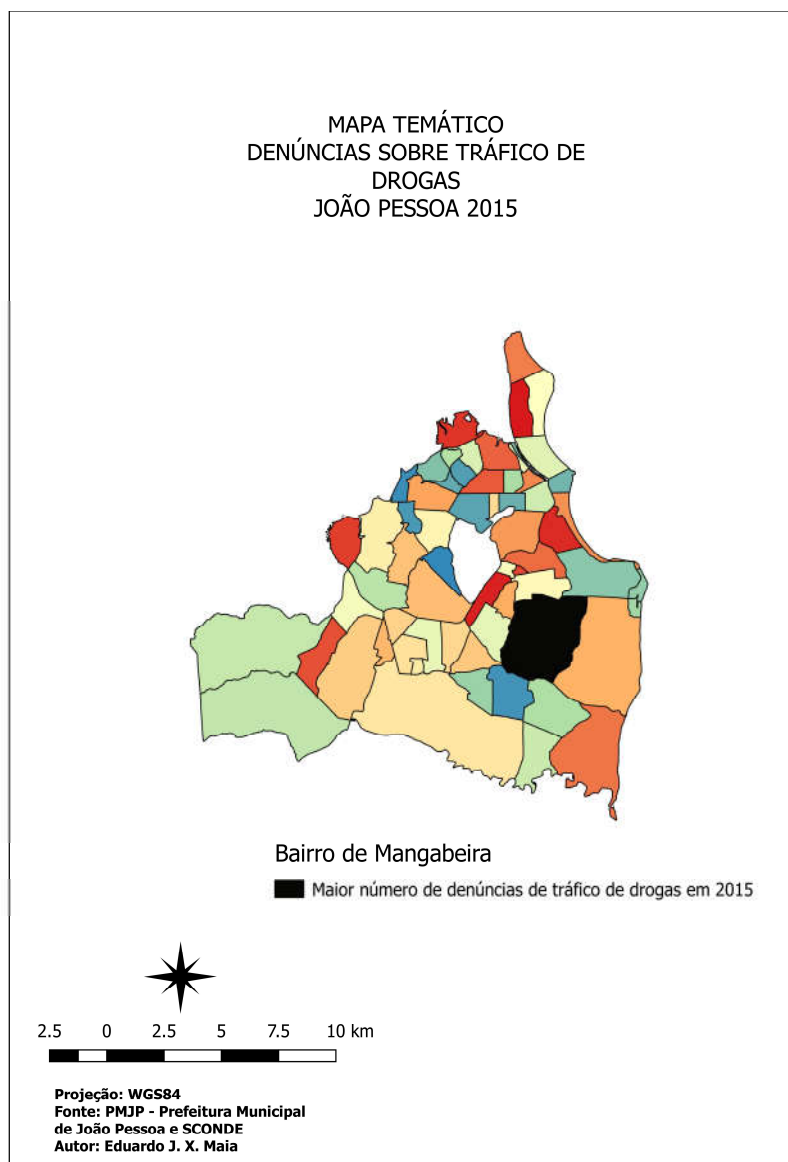 MAPA TEMÁTICO
DENÚNCIAS SOBRE TRÁFICO DE
DROGAS
JOÃO PESSOA 2015
Bairro de Mangabeira
Maior número de denúncias de tráfico de drogas em 2015
2.5 0 2.5 5 7.5 10 km
Projeção: WGS84
Fonte: PMJP - Prefeitura Municipal
de João Pessoa e SCONDE
Autor: Eduardo J. X. Maia